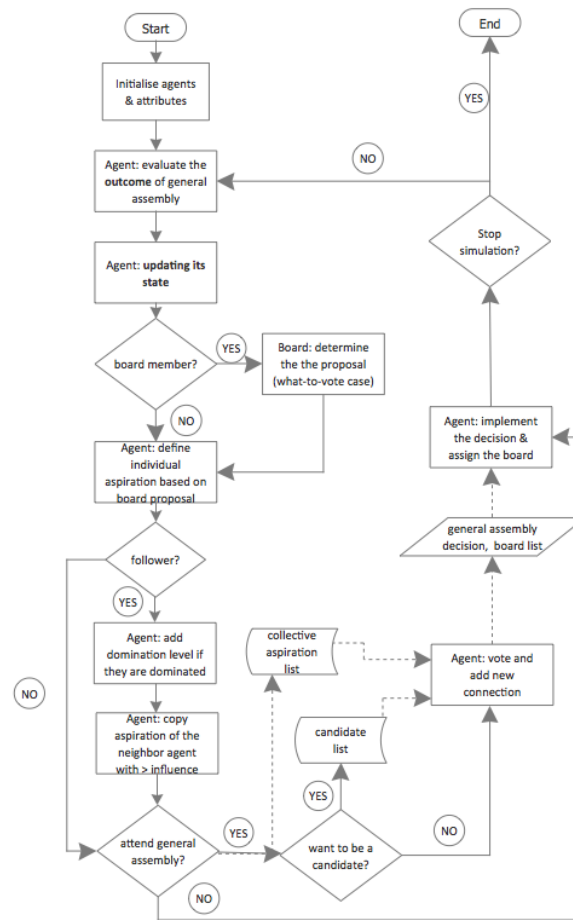 Start
End
Initialise agents
& attributes
YES
NO
Agent: evaluate the
outcome of general
assembly
Stop
simulation?
Agent: updating its
state
board member?
YES
Board: determine
the the proposal
(what-to-vote case)
NO
Agent: define
individual
aspiration based on
board proposal
Agent: implement
the decision &
assign the board
follower?
general assembly
decision, board list
YES
Agent: add
domination level if
they are dominated
collective
aspiration
list
Agent: vote and
add new
connection
NO
Agent: copy
aspiration of the
neighbor agent
with > influence
candidate
list
YES
attend general
assembly?
YES
want to be a
candidate?
NO
NO